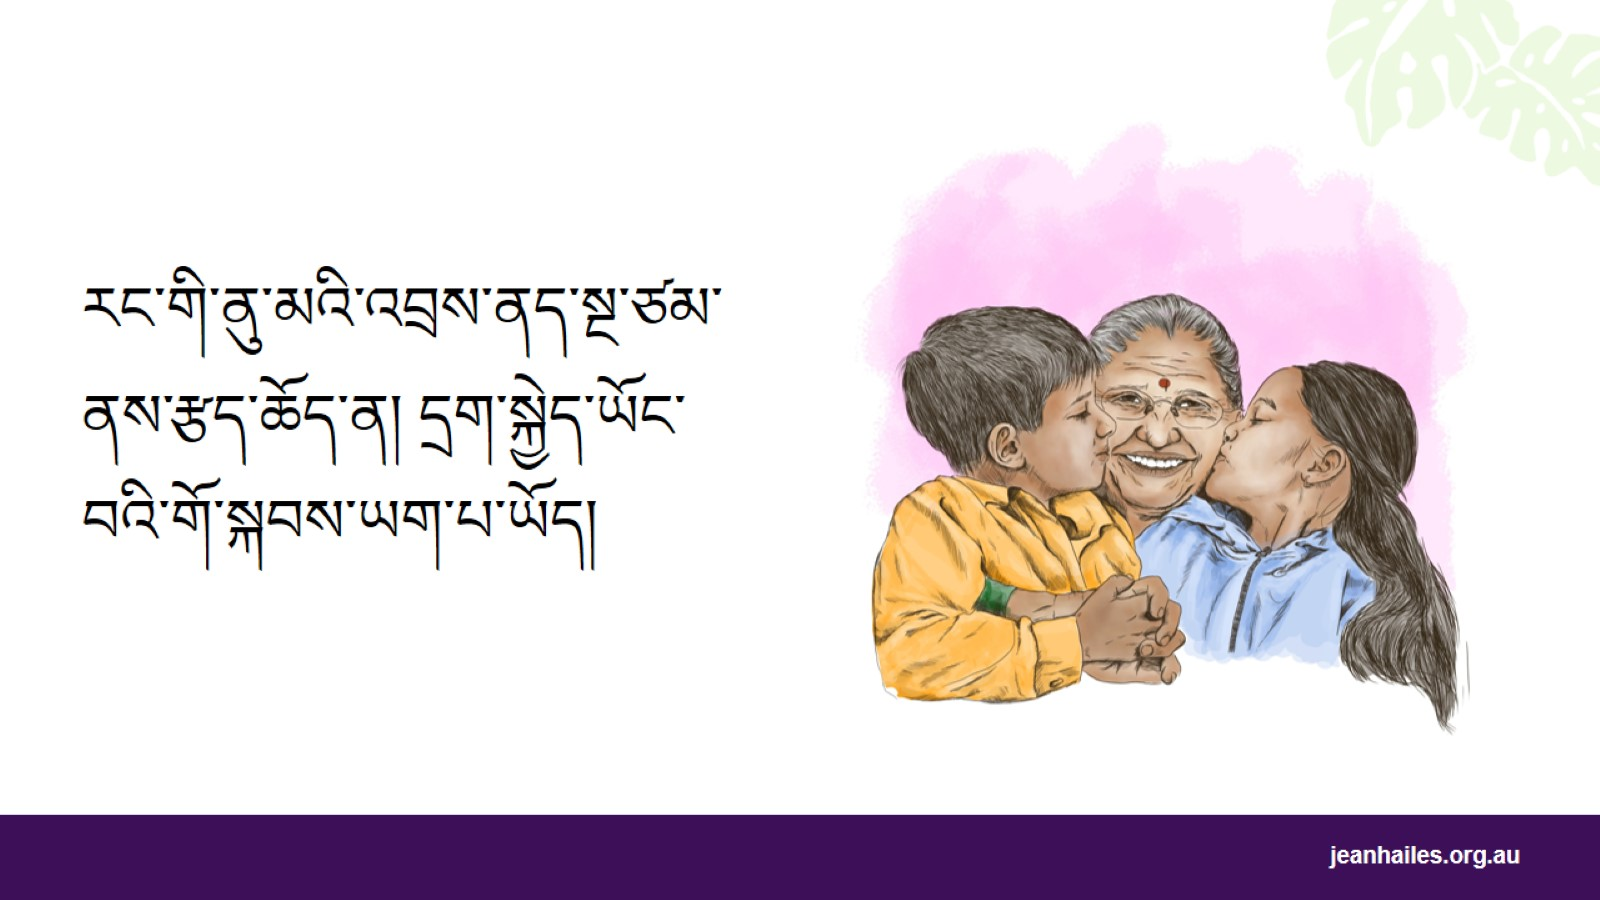 རང་གི་ནུ་མའི་འབྲས་ནད་སྔ་ཙམ་
ནས་རྩད་ཆོད་ན། དྲག་སྐྱེད་ཡོང་
བའི་གོ་སྐབས་ཡག་པ་ཡོད།
jeanhailes.org.au